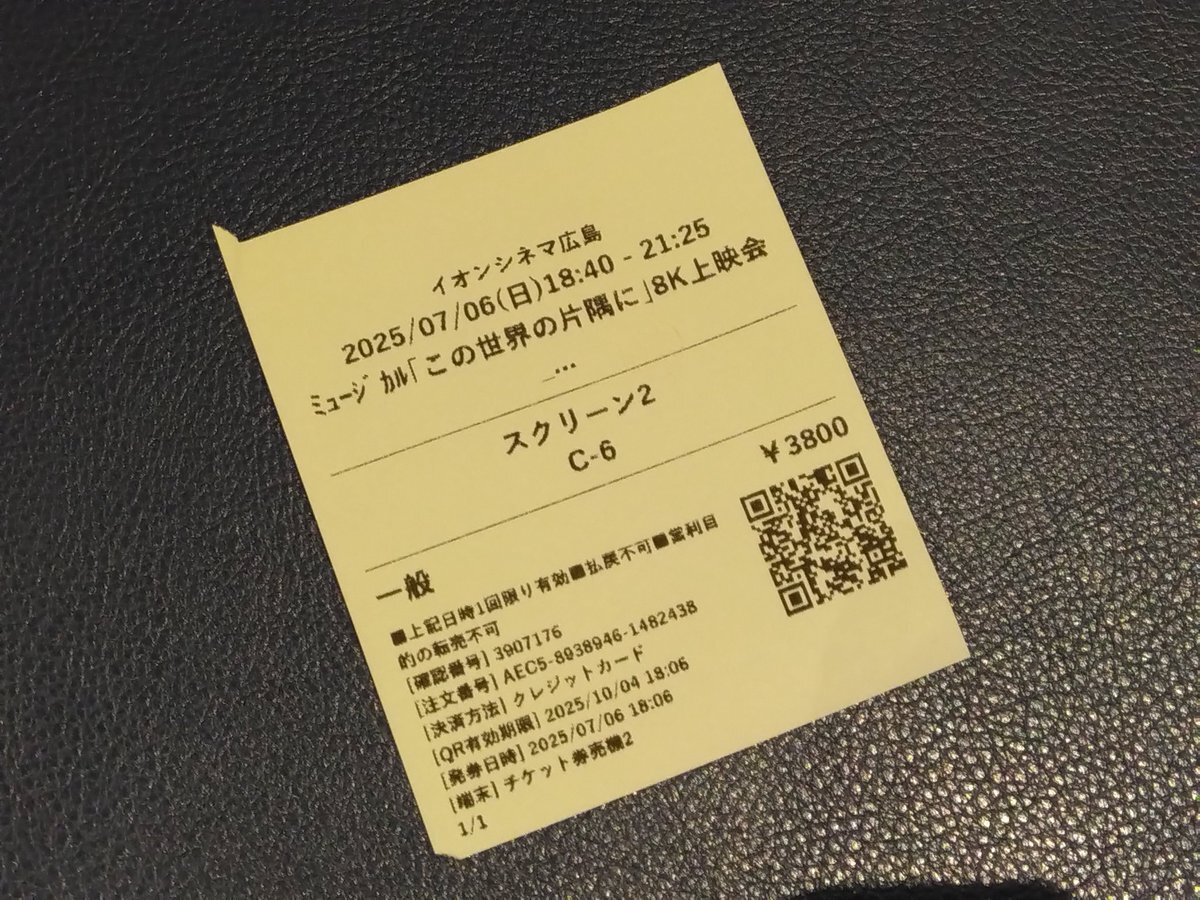 イオンシネマ広島
2025/07/06(日)18:40 - 21:25
ﾐｭｰｼﾞｶﾙ「この世界の片隅に」8K上映会
_…
スクリーン2
C-6
¥3800
一般
■上記日時1回限り有効■払戻不可■営利目
的の転売不可
[確認番号] 3907176
[注文番号] AEC5-8938946-1482438
[決済方法] クレジットカード
[QR有効期限] 2025/10/04 18:06
[発券日時] 2025/07/06 18:06
[端末] チケット券売機2
1/1